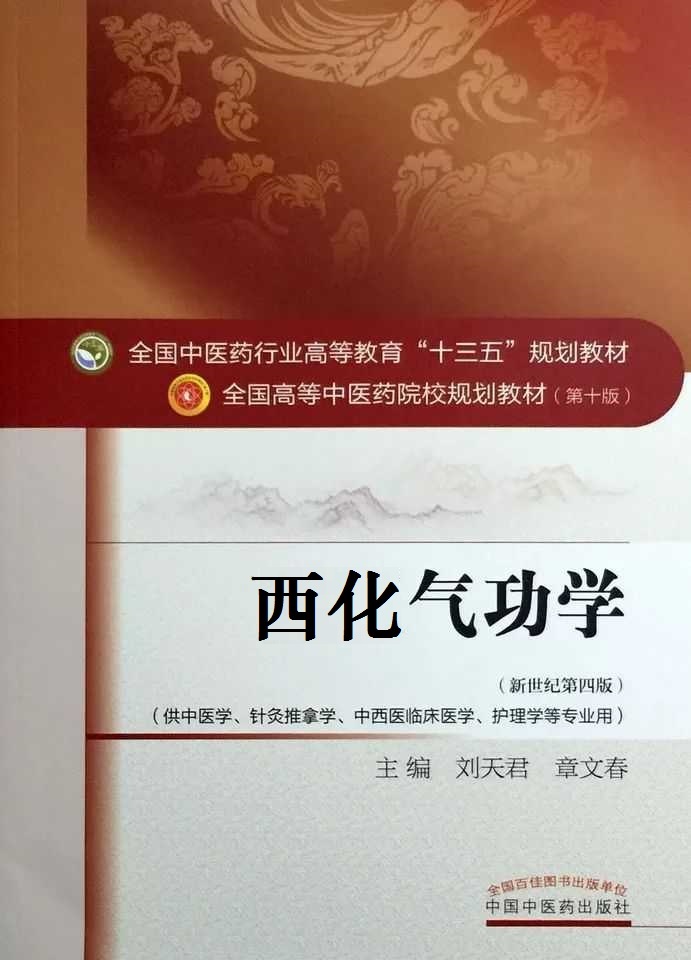 全国中医药行业高等教育“十三五”规划教材
全国高等中医药院校规划教材（第十版）
西化气功学
（新世纪第四版）
（供中医学、针灸推拿学、中西医临床医学、护理学等专业用）
主编 刘天君 章文春
全国百佳图书出版单位
中国中医药出版社